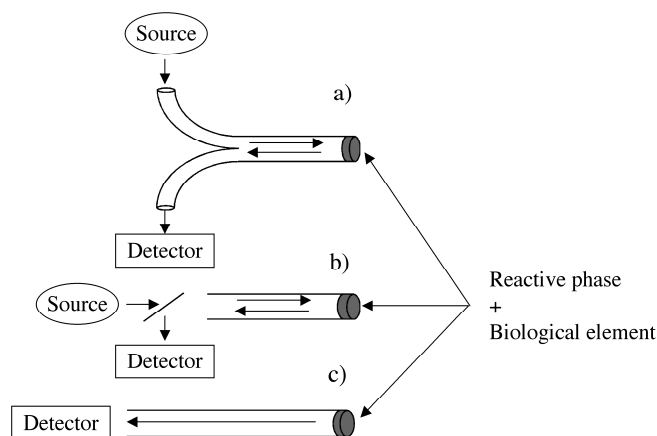 Source
a)
Detector
b)
Source
Detector
c)
Detector
Reactive phase
+
Biological element